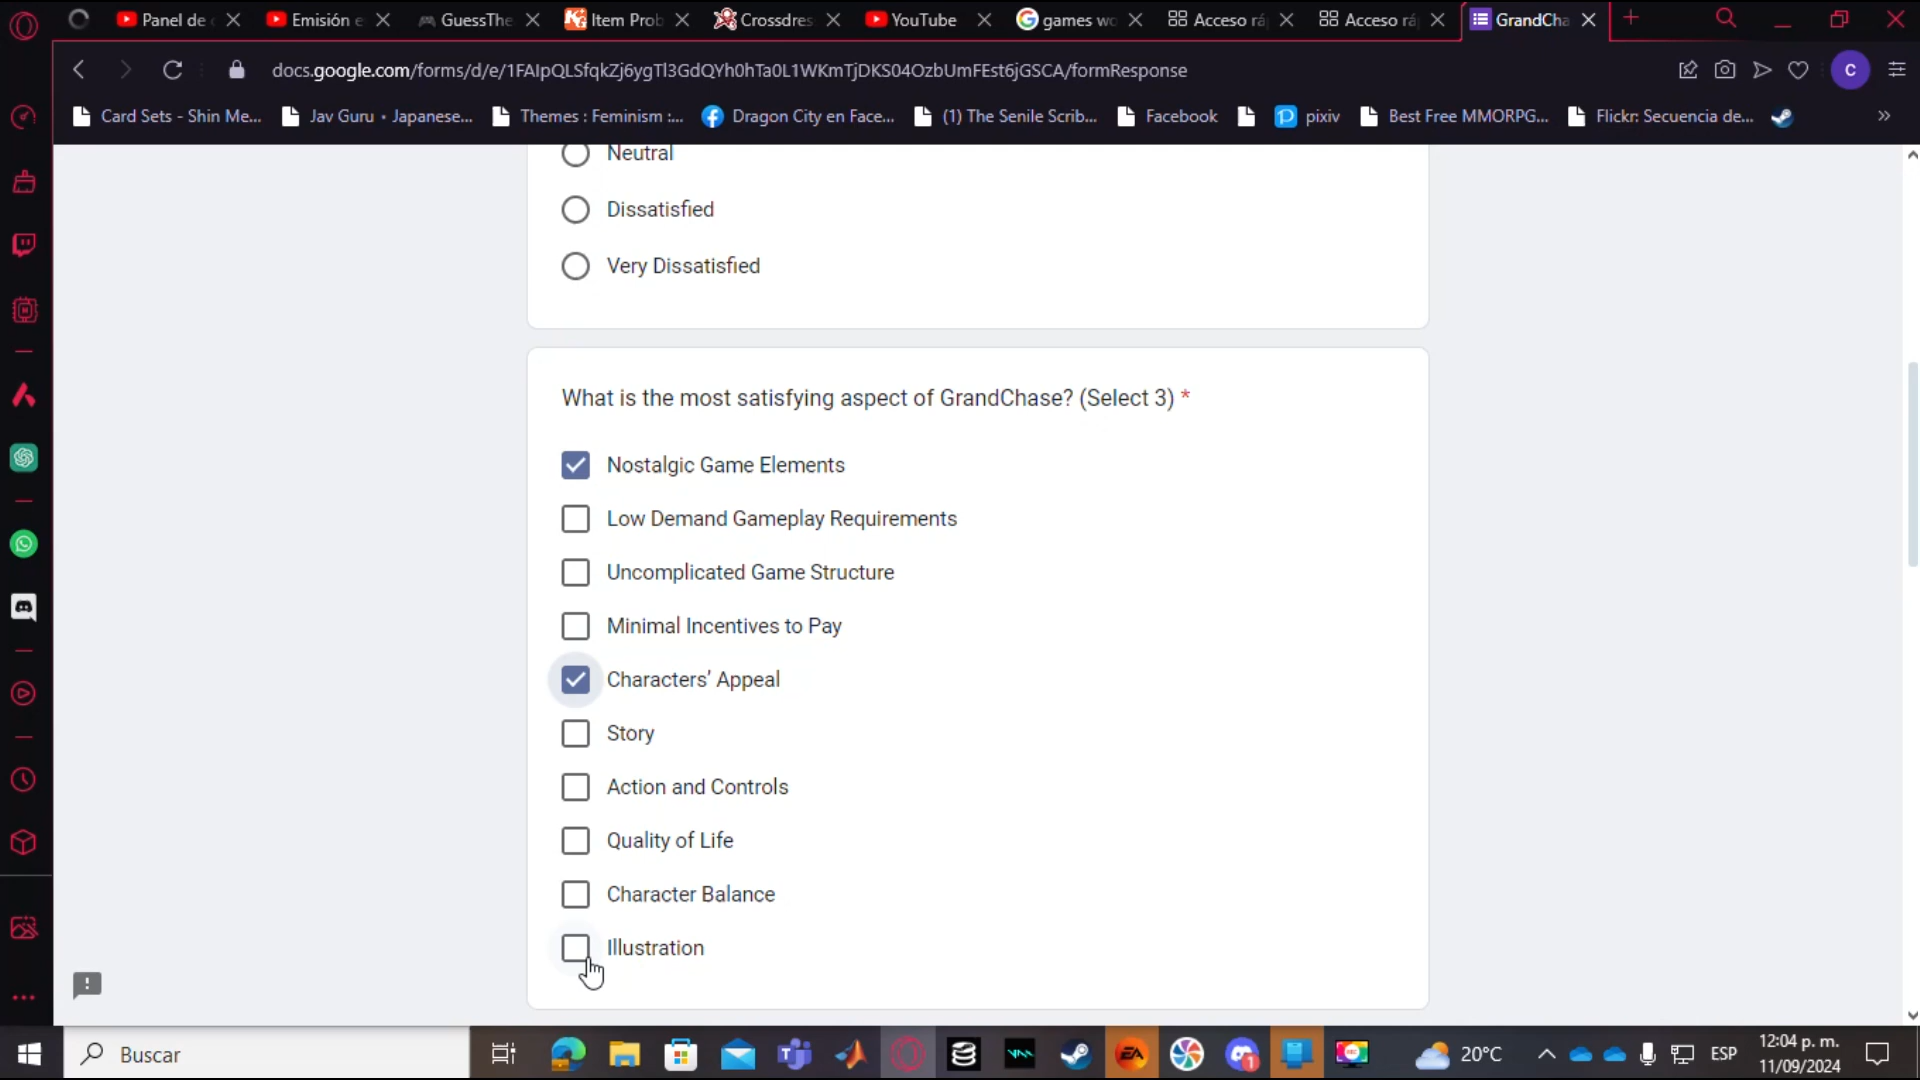 Panel de
Emisión e
GuessThe
Item Prob
Crossdres
YouTube
games wo
Acceso rá
Acceso rá
GrandCha
docs.google.com/forms/d/e/1FAIpQLSfqkZj6ygTl3GdQYh0hTa0L1WKmTjDKS04OzbUmFEst6jGSCA/formResponse
C
Card Sets - Shin Me...
Jav Guru • Japanese...
Themes : Feminism :...
Dragon City en Face...
(1) The Senile Scrib...
Facebook
pixiv
Best Free MMORPG...
Flickr: Secuencia de...
Neutral
Dissatisfied
Very Dissatisfied
What is the most satisfying aspect of GrandChase? (Select 3) *
Nostalgic Game Elements
Low Demand Gameplay Requirements
Uncomplicated Game Structure
Minimal Incentives to Pay
Characters’ Appeal
Story
Action and Controls
Quality of Life
Character Balance
Illustration
Buscar
EA
1
20°C
ESP
12:04 p. m.
11/09/2024